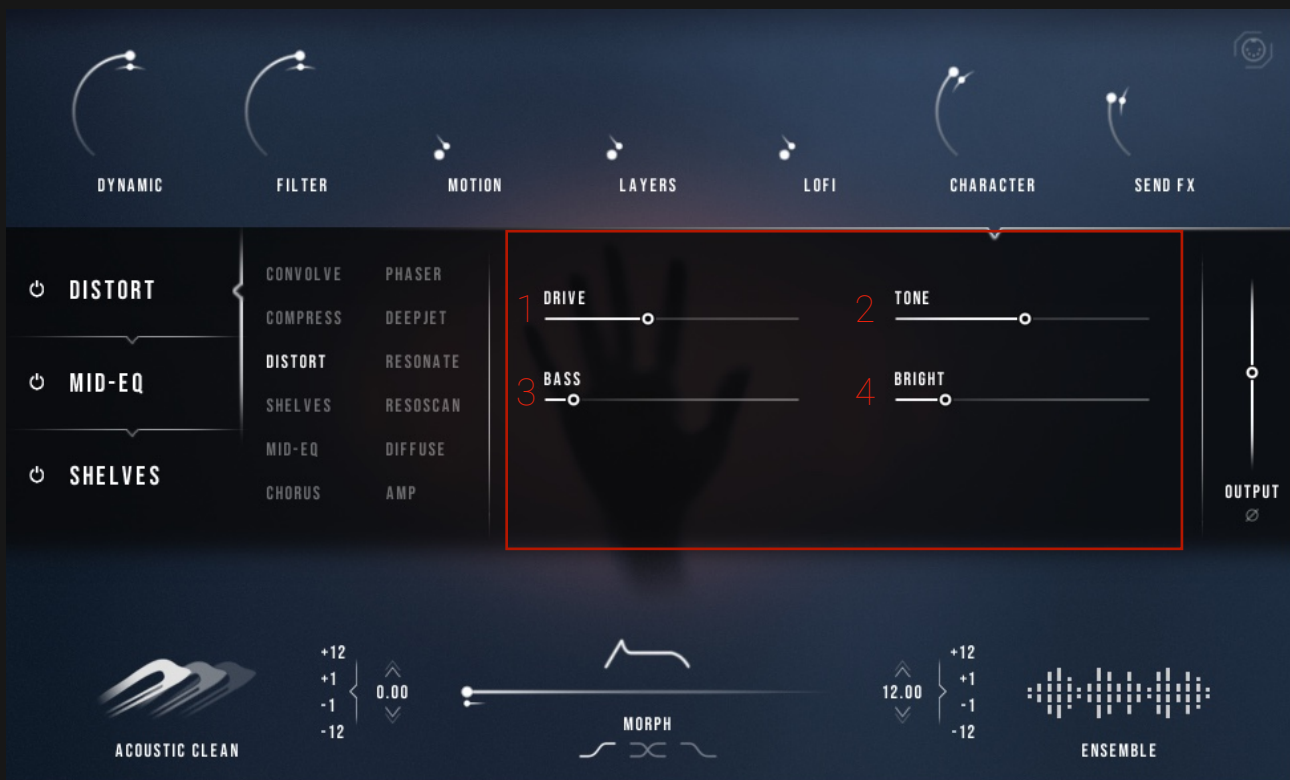 DYNAMIC FILTER MOTION LAYERS LOFI CHARACTER SEND FX
DISTORT
MID-EQ
SHELVES
CONVOLVE PHASER
COMPRESS DEEPJET
DISTORT RESONATE
SHELVES RESOSCAN
MID-EQ DIFFUSE
CHORUS AMP
1 DRIVE
2 TONE
3 BASS
4 BRIGHT
OUTPUT
Ø
ACOUSTIC CLEAN
+12
+1
-1
-12
0.00
MORPH
12.00
+12
+1
-1
-12
ENSEMBLE